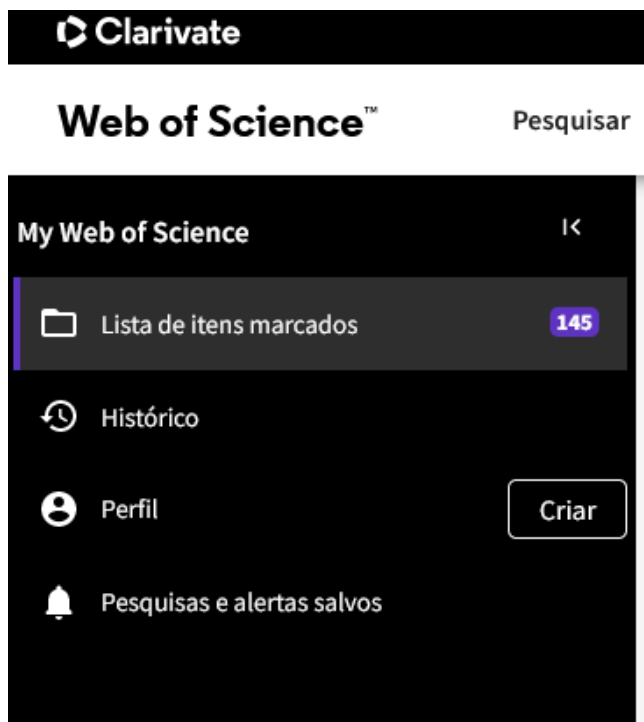 Clarivate
Web of Science™
Pesquisar
My Web of Science
Lista de itens marcados 145
Histórico
Perfil Criar
Pesquisas e alertas salvos